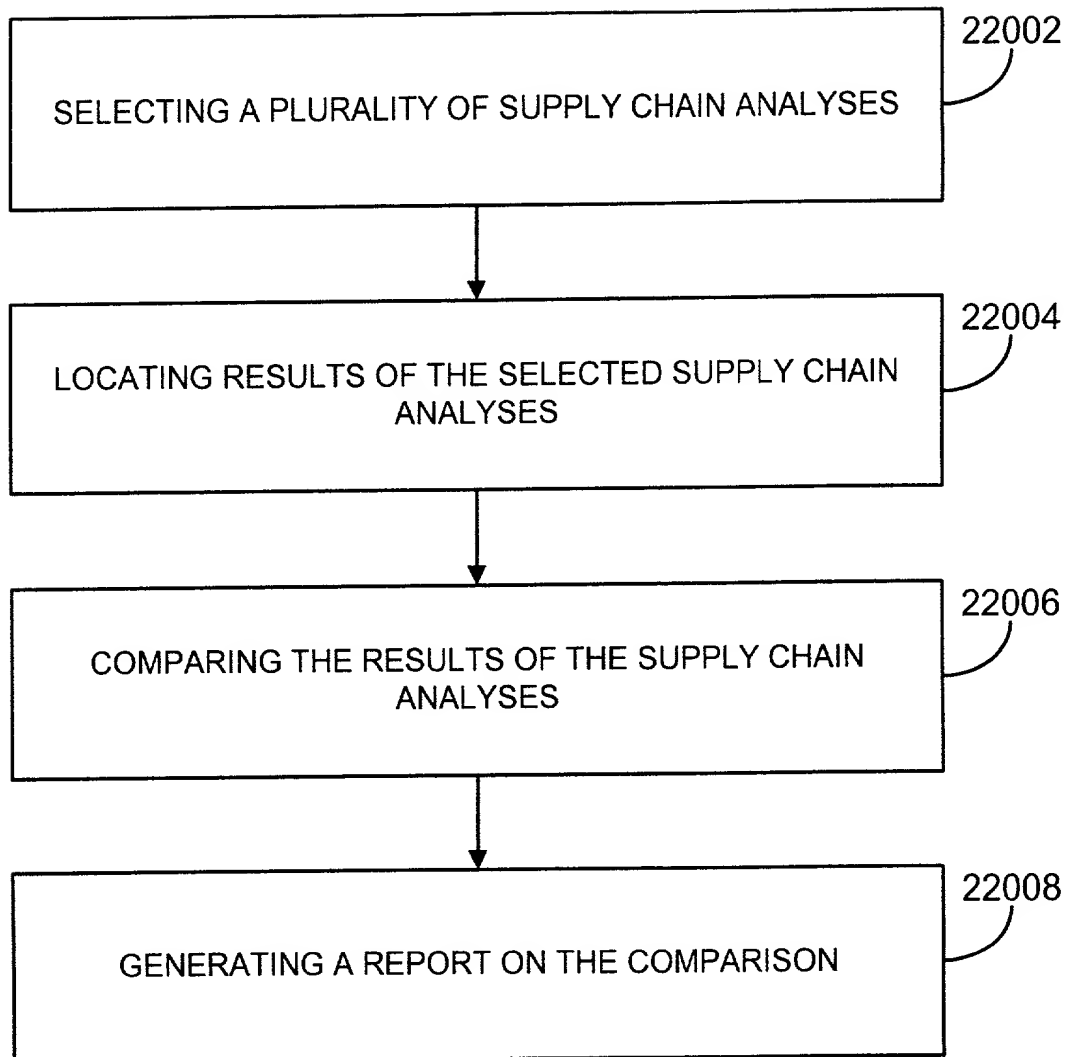 22002
SELECTING A PLURALITY OF SUPPLY CHAIN ANALYSES
22004
LOCATING RESULTS OF THE SELECTED SUPPLY CHAIN
ANALYSES
22006
COMPARING THE RESULTS OF THE SUPPLY CHAIN
ANALYSES
22008
GENERATING A REPORT ON THE COMPARISON